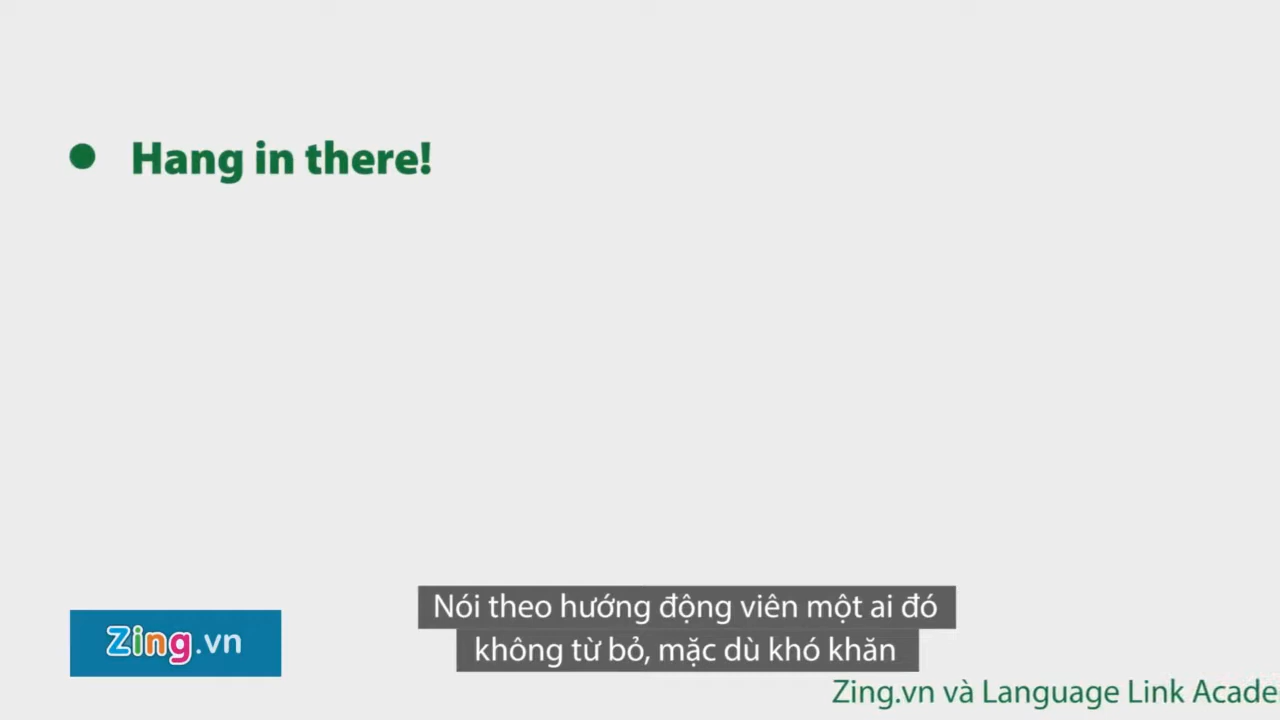 Hang in there!
Nói theo hướng động viên một ai đó
không từ bỏ, mặc dù khó khăn
Zing.vn
Zing.vn và Language Link Acade